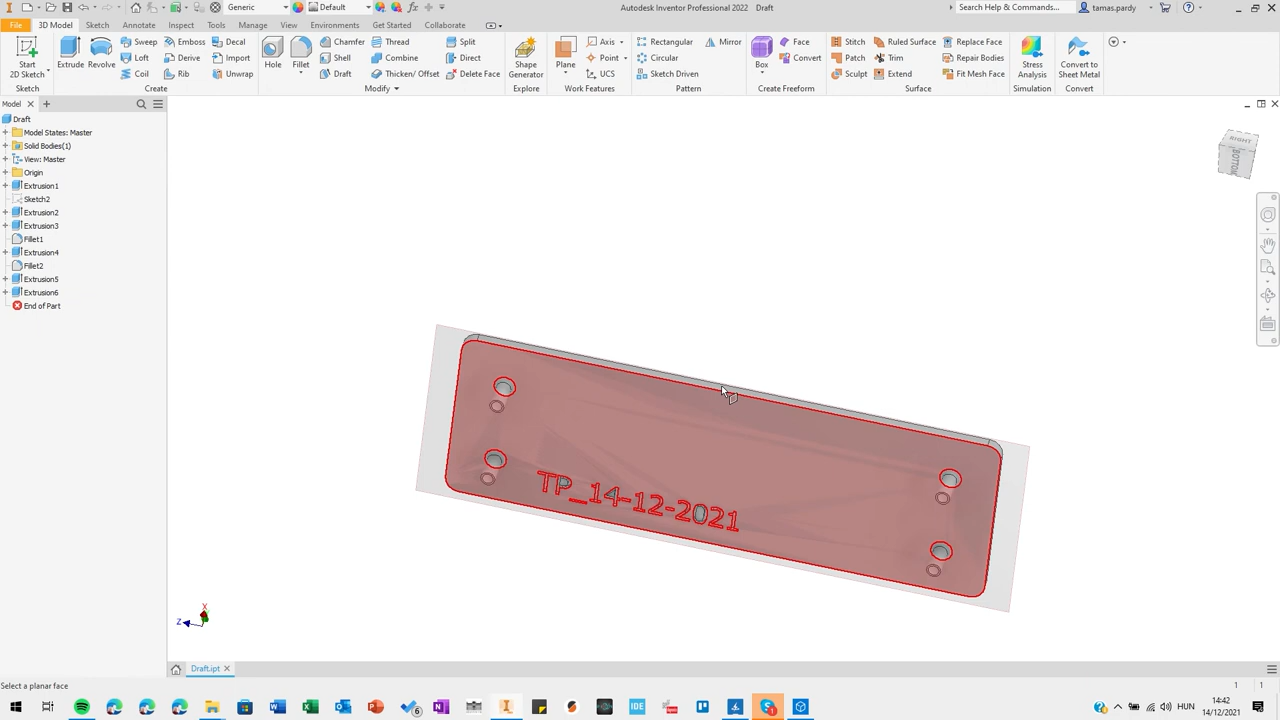 Generic
Default
Autodesk Inventor Professional 2022 Draft
Search Help & Commands...
tamas.pardy
File 3D Model Sketch Annotate Inspect Tools Manage View Environments Get Started Collaborate
Start
2D Sketch
Extrude
Revolve
Sweep
Loft
Coil
Emboss
Derive
Rib
Decal
Import
Unwrap
Hole
Fillet
Chamfer
Shell
Draft
Thread
Combine
Thicken/ Offset
Split
Direct
Delete Face
Shape
Generator
Plane
Axis
Point
UCS
Rectangular
Circular
Sketch Driven
Mirror
Box
Face
Convert
Stitch
Patch
Sculpt
Ruled Surface
Trim
Extend
Replace Face
Repair Bodies
Fit Mesh Face
Stress
Analysis
Convert to
Sheet Metal
Sketch Create Modify Explore Work Features Pattern Create Freeform Surface Simulation Convert
Model
Draft
Model States: Master
Solid Bodies(1)
View: Master
Origin
Extrusion1
Sketch2
Extrusion2
Extrusion3
Fillet1
Extrusion4
Fillet2
Extrusion5
Extrusion6
End of Part
RIGHT
BOTTOM
TP_14-12-2021
X
Z
Draft.ipt
Select a planar face
1 1
IDE
HUN
14:42
14/12/2021